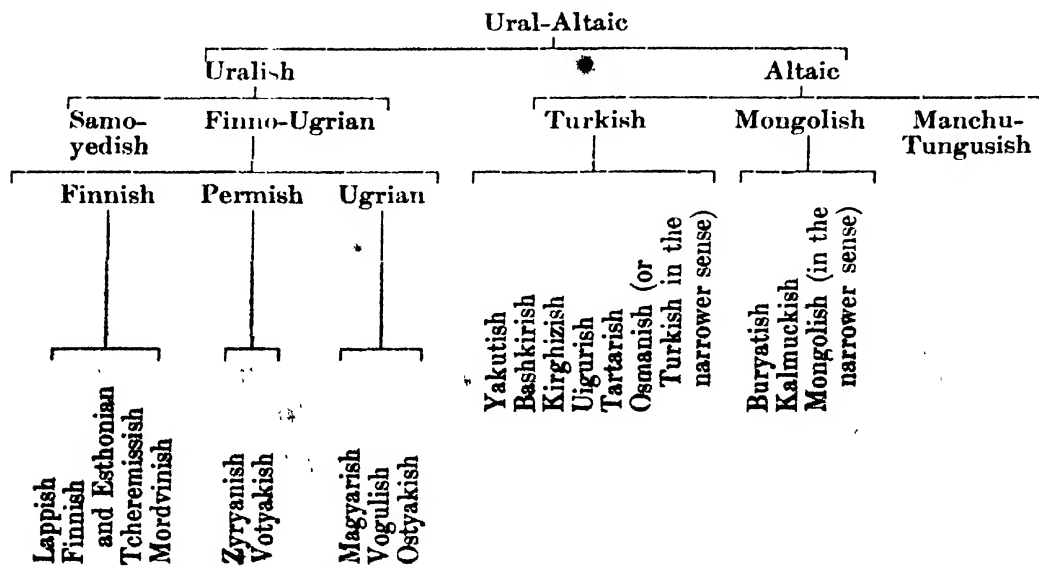 Ural-Altaic
Uralish
Altaic
Samo-
yedish
Finno-Ugrian
Turkish
Mongolish
Manchu-
Tungusish
Finnish
Permish
Ugrian
Lappish
Finnish
and Esthonian
Tcheremissish
Mordvinish
Zyryanish
Votyakish
Magyarish
Vogulish
Ostyakish
Yakutish
Bashkirish
Kirghizish
Uigurish
Tartarish
Osmanish (or
Turkish in the
narrower sense)
Buryatish
Kalmuckish
Mongolish (in the
narrower sense)